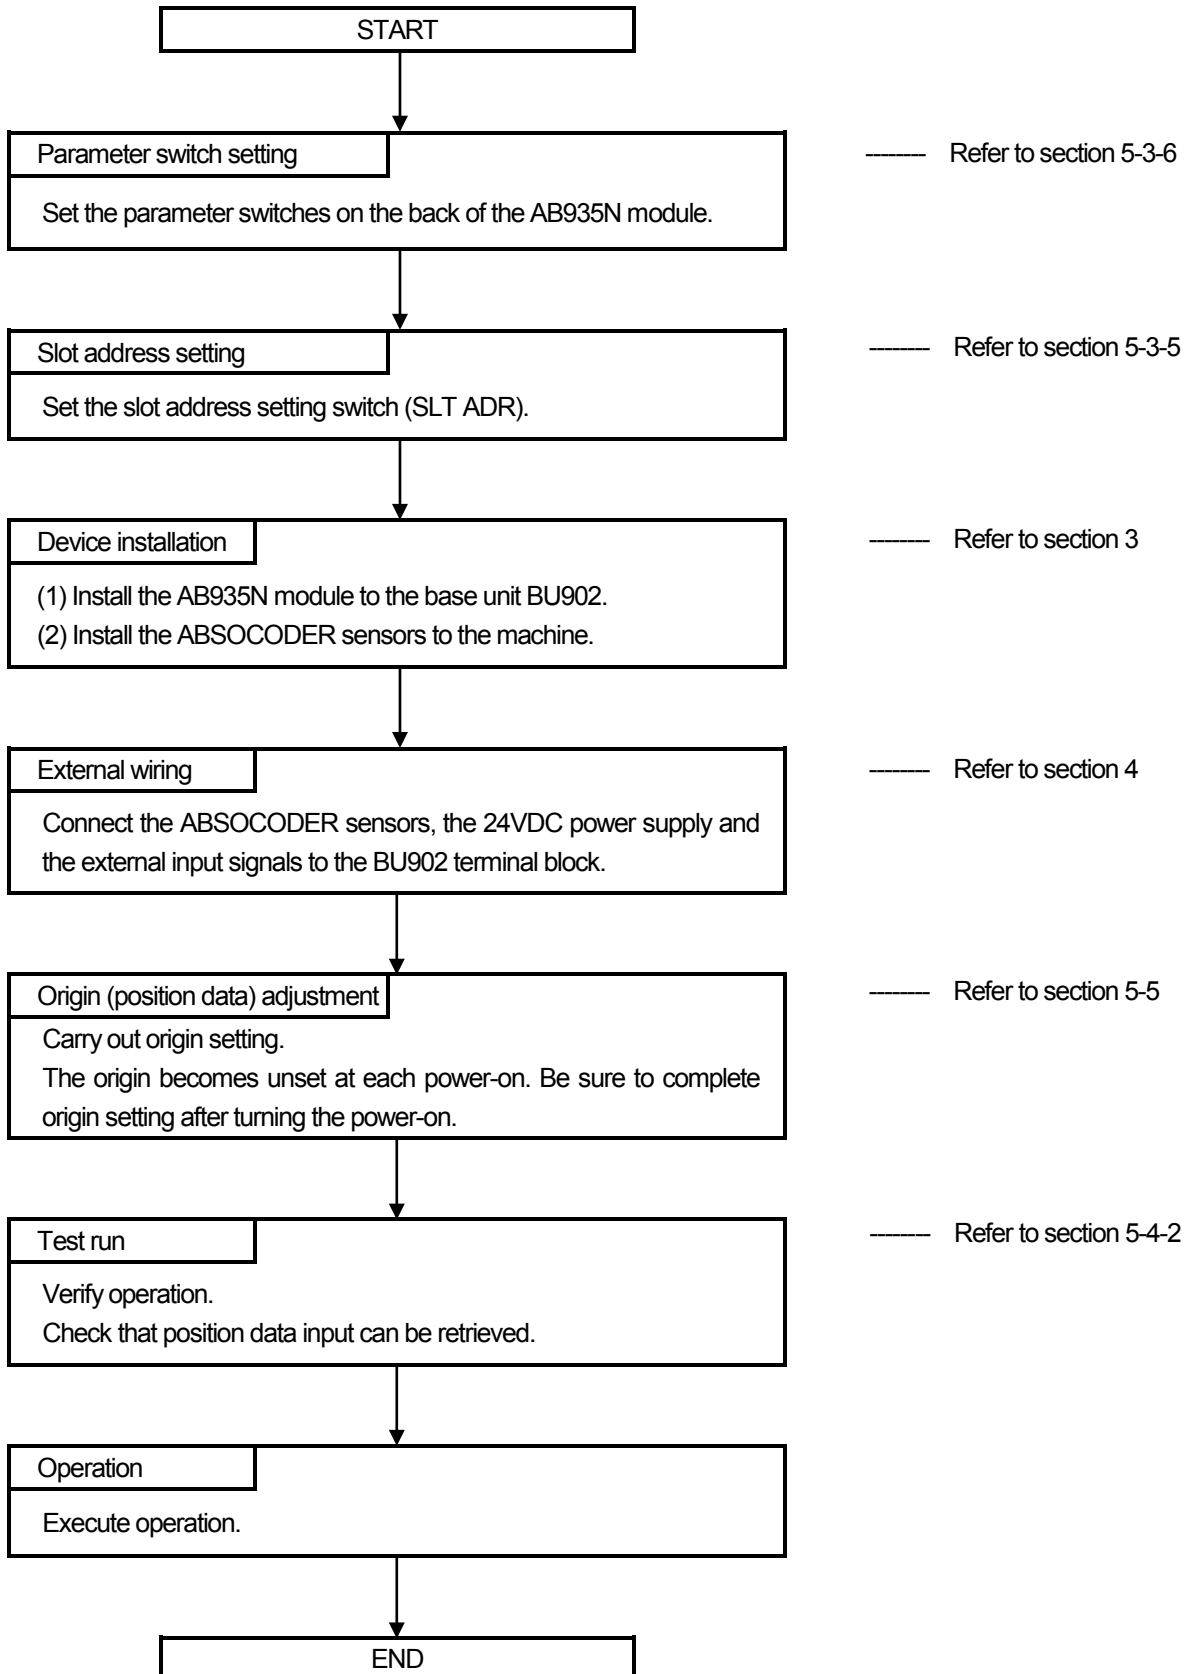 START
Parameter switch setting
-------- Refer to section 5-3-6
Set the parameter switches on the back of the AB935N module.
Slot address setting
-------- Refer to section 5-3-5
Set the slot address setting switch (SLT ADR).
Device installation
-------- Refer to section 3
(1) Install the AB935N module to the base unit BU902.
(2) Install the ABSOCODER sensors to the machine.
External wiring
-------- Refer to section 4
Connect the ABSOCODER sensors, the 24VDC power supply and
the external input signals to the BU902 terminal block.
Origin (position data) adjustment
-------- Refer to section 5-5
Carry out origin setting.
The origin becomes unset at each power-on. Be sure to complete
origin setting after turning the power-on.
Test run
-------- Refer to section 5-4-2
Verify operation.
Check that position data input can be retrieved.
Operation
Execute operation.
END